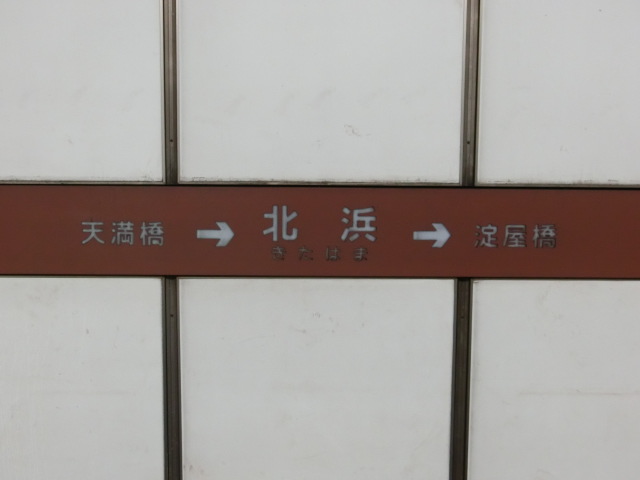 天満橋 → 北浜 → 淀屋橋
きたはま